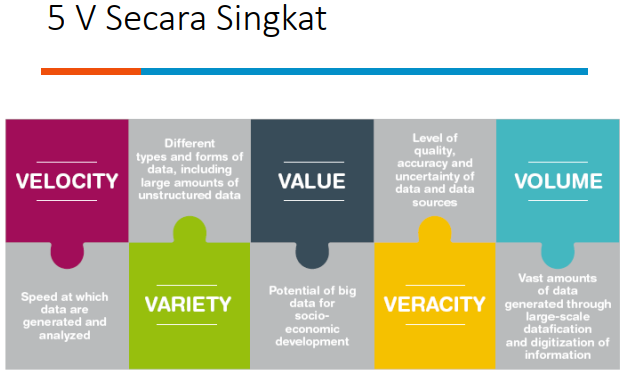 5 V Secara Singkat
VELOCITY
Speed at which
data are
generated and
analyzed
Different
types and forms of
data, including
large amounts of
unstructured data
VARIETY
VALUE
Potential of big
data for
socio-
economic
development
Level of
quality,
accuracy and
uncertainty of
data and data
sources
VERACITY
VOLUME
Vast amounts
of data
generated through
large-scale
datafication
and digitization of
information